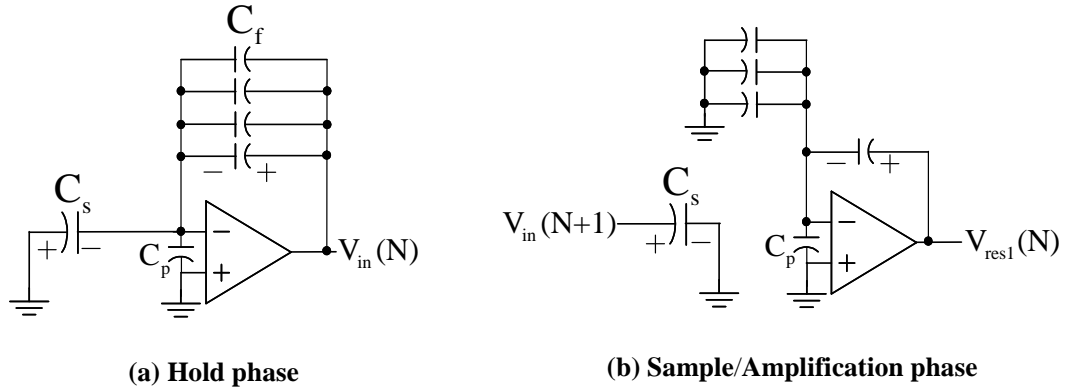 C_f
− +
C_s
+ −
C_p
−
+
V_in(N)
(a) Hold phase
− +
C_s
V_in(N+1)
+ −
C_p
−
+
V_res1(N)
(b) Sample/Amplification phase